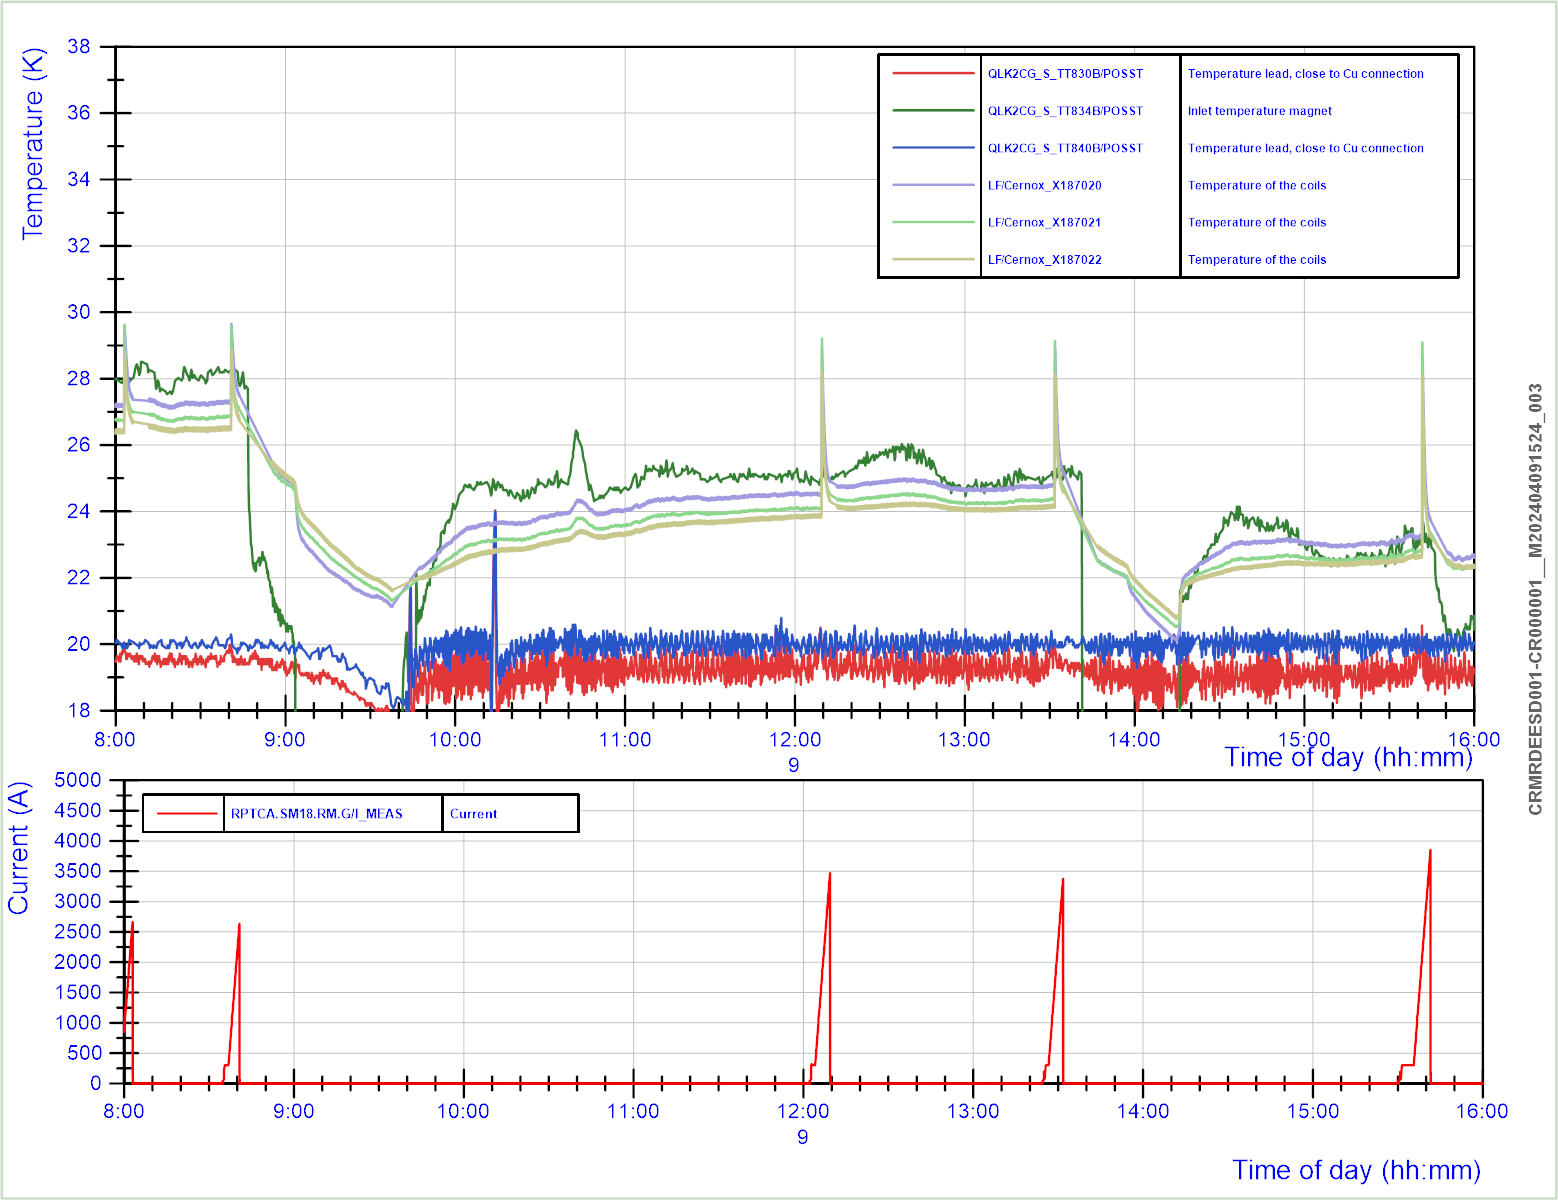 Temperature (K)
38
36
34
32
30
28
26
24
22
20
18
QLK2CG_S_TT830B/POSST Temperature lead, close to Cu connection
QLK2CG_S_TT834B/POSST Inlet temperature magnet
QLK2CG_S_TT840B/POSST Temperature lead, close to Cu connection
LF/Cernox_X187020 Temperature of the coils
LF/Cernox_X187021 Temperature of the coils
LF/Cernox_X187022 Temperature of the coils
8:00 9:00 10:00 11:00 12:00 13:00 14:00 15:00 16:00
9
Time of day (hh:mm)
Current (A)
5000
4500
4000
3500
3000
2500
2000
1500
1000
500
0
RPTCA.SM18.RM.G/I_MEAS Current
8:00 9:00 10:00 11:00 12:00 13:00 14:00 15:00 16:00
9
Time of day (hh:mm)
CRMRDEESD001-CR000001__M202404091524_003